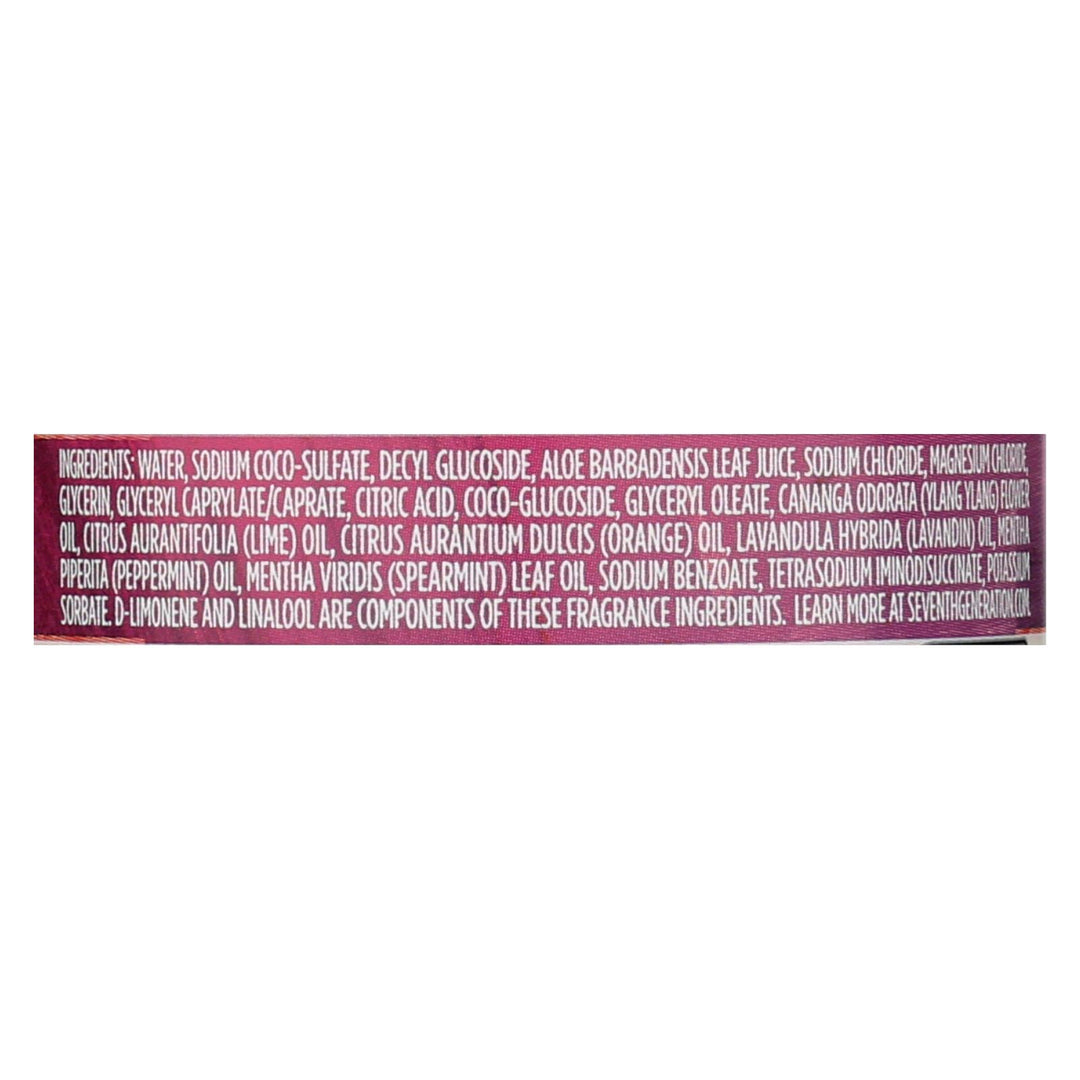 INGREDIENTS: WATER, SODIUM COCO-SULFATE, DECYL GLUCOSIDE, ALOE BARBADENSIS LEAF JUICE, SODIUM CHLORIDE, MAGNESIUM CHLORIDE,
GLYCERIN, GLYCERYL CAPRYLATE/CAPRATE, CITRIC ACID, COCO-GLUCOSIDE, GLYCERYL OLEATE, CANANGA ODORATA (YLANG YLANG) FLOWER
OIL, CITRUS AURANTIFOLIA (LIME) OIL, CITRUS AURANTIUM DULCIS (ORANGE) OIL, LAVANDULA HYBRIDA (LAVANDIN) OIL, MENTHA
PIPERITA (PEPPERMINT) OIL, MENTHA VIRIDIS (SPEARMINT) LEAF OIL, SODIUM BENZOATE, TETRASODIUM IMINODISUCCINATE, POTASSIUM
SORBATE. D-LIMONENE AND LINALOOL ARE COMPONENTS OF THESE FRAGRANCE INGREDIENTS. LEARN MORE AT SEVENTHGENERATION.COM.